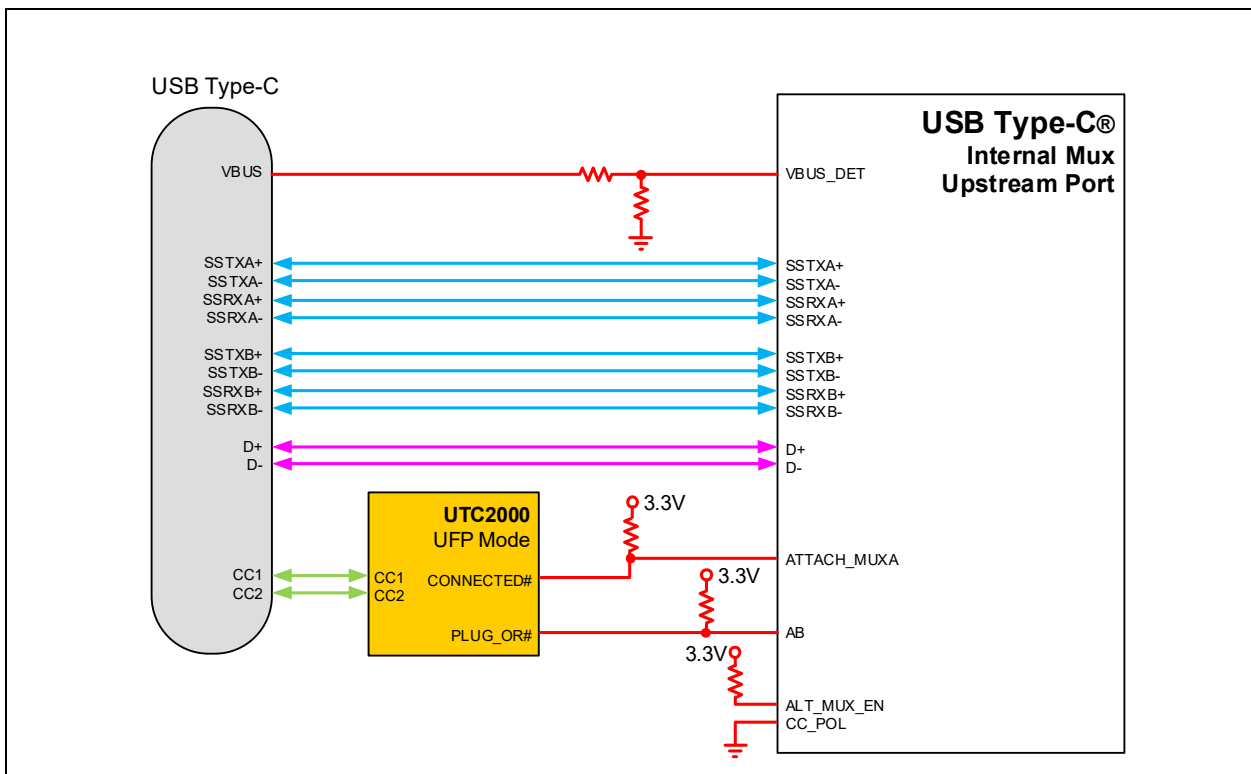 USB Type-C
VBUS
SSTXA+
SSTXA-
SSRXA+
SSRXA-
SSTXB+
SSTXB-
SSRXB+
SSRXB-
D+
D-
CC1
CC2
UTC2000
UFP Mode
CC1
CC2
CONNECTED#
PLUG_OR#
3.3V
3.3V
3.3V
USB Type-C®
Internal Mux
Upstream Port
VBUS_DET
SSTXA+
SSTXA-
SSRXA+
SSRXA-
SSTXB+
SSTXB-
SSRXB+
SSRXB-
D+
D-
ATTACH_MUXA
AB
ALT_MUX_EN
CC_POL